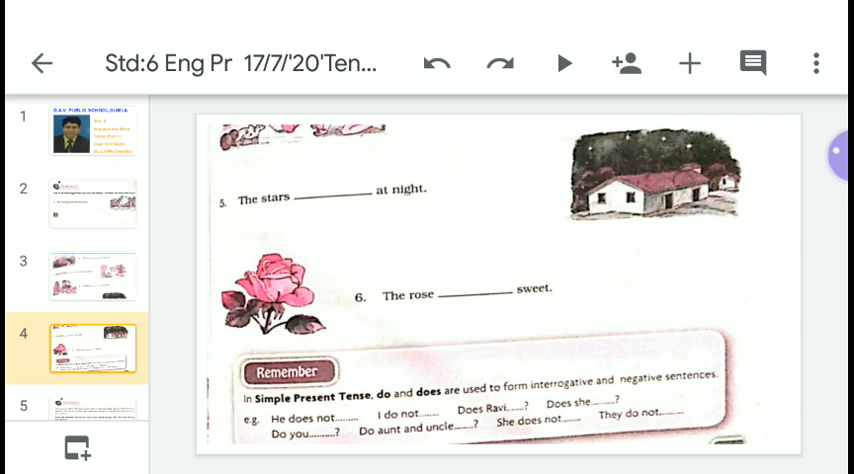 Std:6 Eng Pr 17/7/'20'Ten...
1
D.A.V. PUBLIC SCHOOL, GUMLA
2
3
4
5
5. The stars __________ at night.
6. The rose __________ sweet.
Remember
In Simple Present Tense, do and does are used to form interrogative and negative sentences.
e.g. He does not......... I do not....... Does Ravi......? Does she........?
Do you..........? Do aunt and uncle.......? She does not....... They do not.........